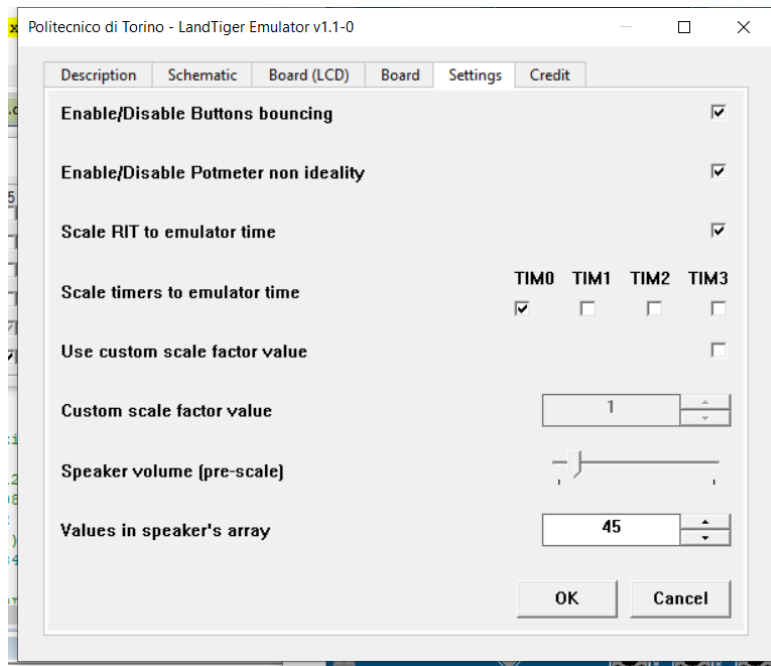 Politecnico di Torino - LandTiger Emulator v1.1-0
Description Schematic Board (LCD) Board Settings Credit
Enable/Disable Buttons bouncing
Enable/Disable Potmeter non ideality
Scale RIT to emulator time
TIM0 TIM1 TIM2 TIM3
Scale timers to emulator time
Use custom scale factor value
Custom scale factor value 1
Speaker volume (pre-scale)
Values in speaker's array 45
OK Cancel